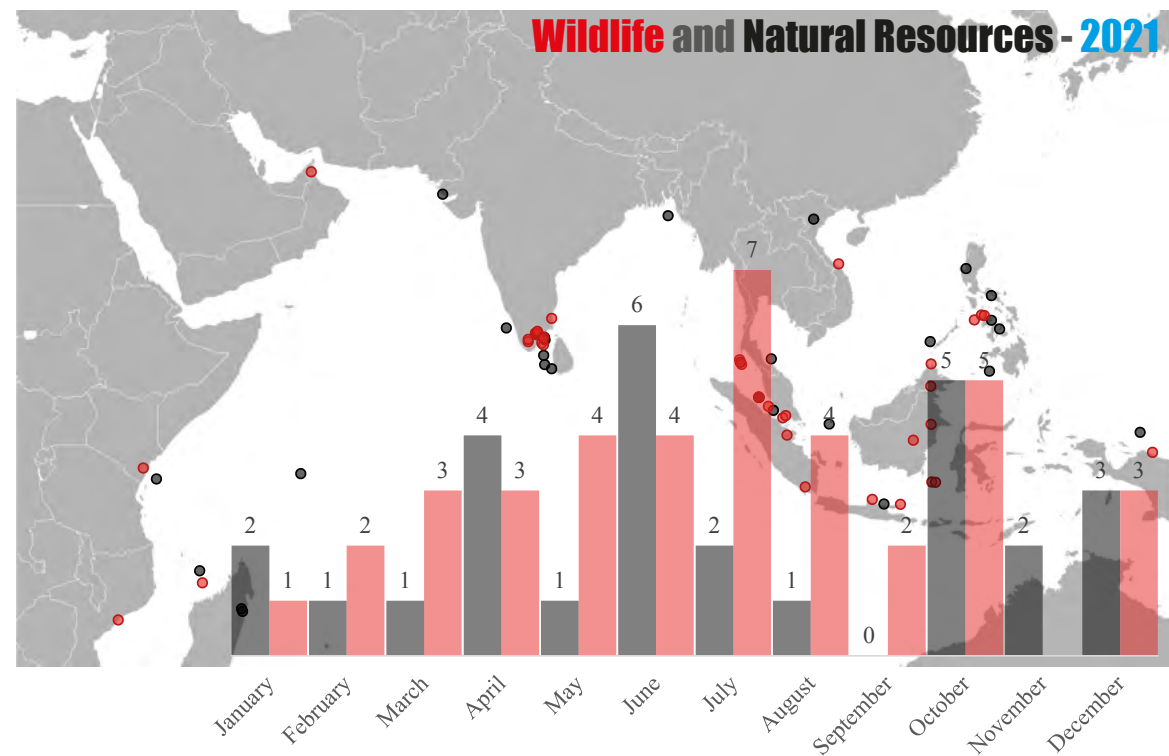 Wildlife and Natural Resources - 2021
7
6
5 5
4 4 4 4
3 3 3 3
2 2 2 2 2
1 1 1 1 1
0
January February March April May June July August September October November December